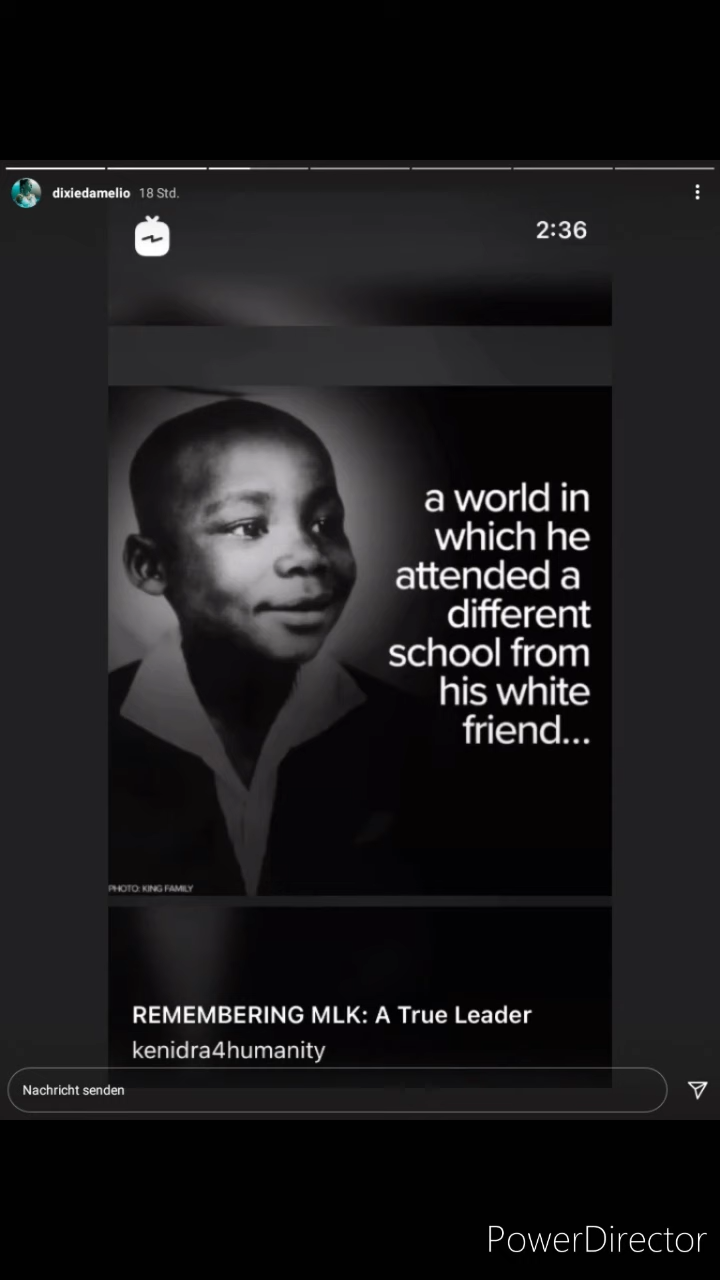 dixiedamelio 18 Std.
2:36
a world in
which he
attended a
different
school from
his white
friend...
PHOTO: KING FAMILY
REMEMBERING MLK: A True Leader
kenidra4humanity
Nachricht senden
PowerDirector